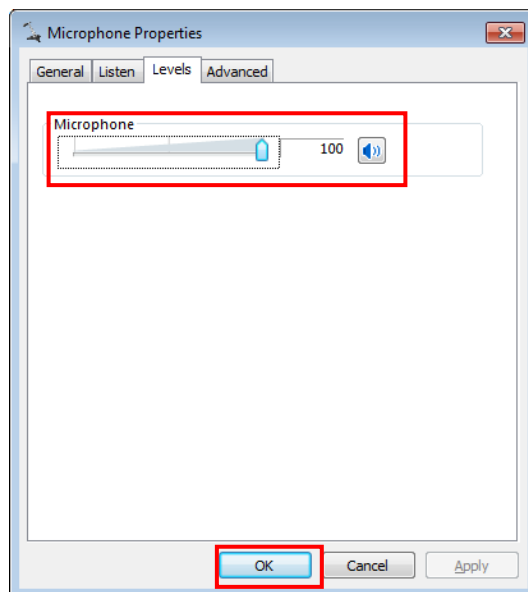 Microphone Properties
General Listen Levels Advanced
Microphone
100
OK Cancel Apply